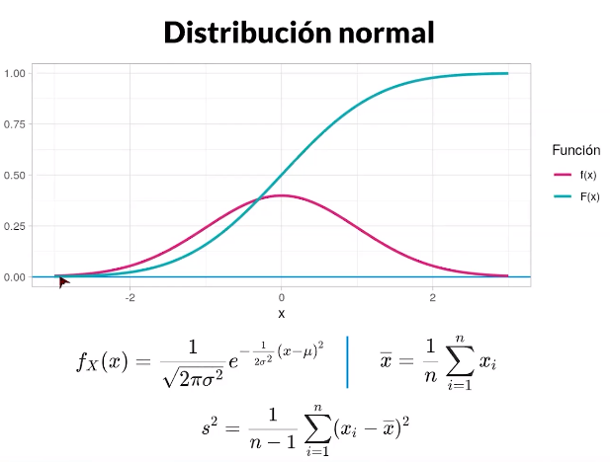 Distribución normal
1.00
0.75
0.50
0.25
0.00
-2 0 2
x
Función
f(x)
F(x)
f_X(x) = \frac{1}{\sqrt{2\pi\sigma^2}} e^{-\frac{1}{2\sigma^2}(x-\mu)^2} | \overline{x} = \frac{1}{n} \sum_{i=1}^{n} x_i
s^2 = \frac{1}{n-1} \sum_{i=1}^{n} (x_i - \overline{x})^2